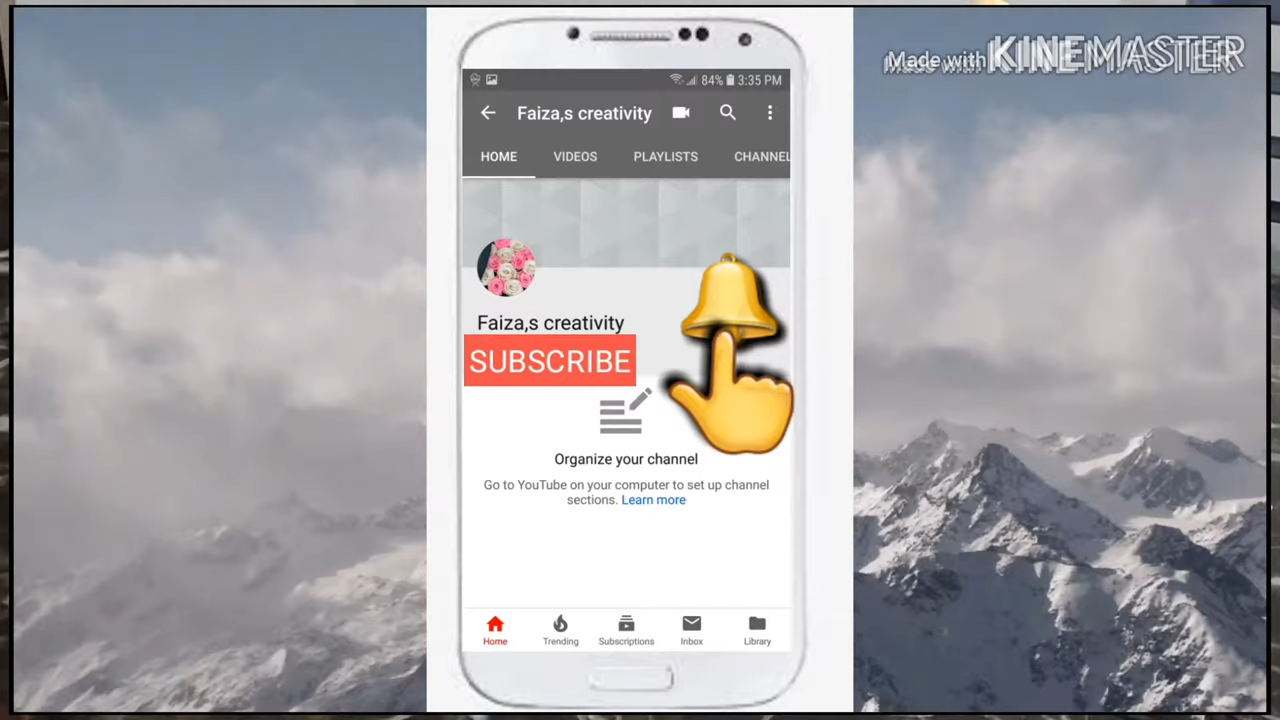 Made with KINEMASTER
84% 3:35 PM
Faiza,s creativity
HOME VIDEOS PLAYLISTS CHANNEL
Faiza,s creativity
SUBSCRIBE
Organize your channel
Go to YouTube on your computer to set up channel
sections. Learn more
Home Trending Subscriptions Inbox Library